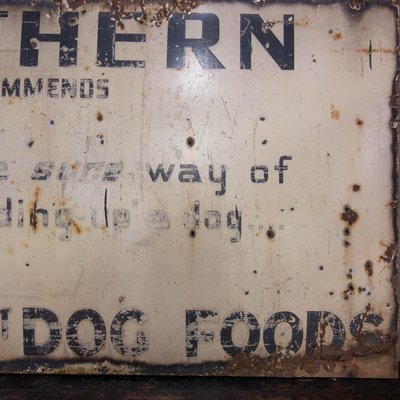 THERN
MMENDS
e sure way of
ding-up a dog....
DOG FOODS